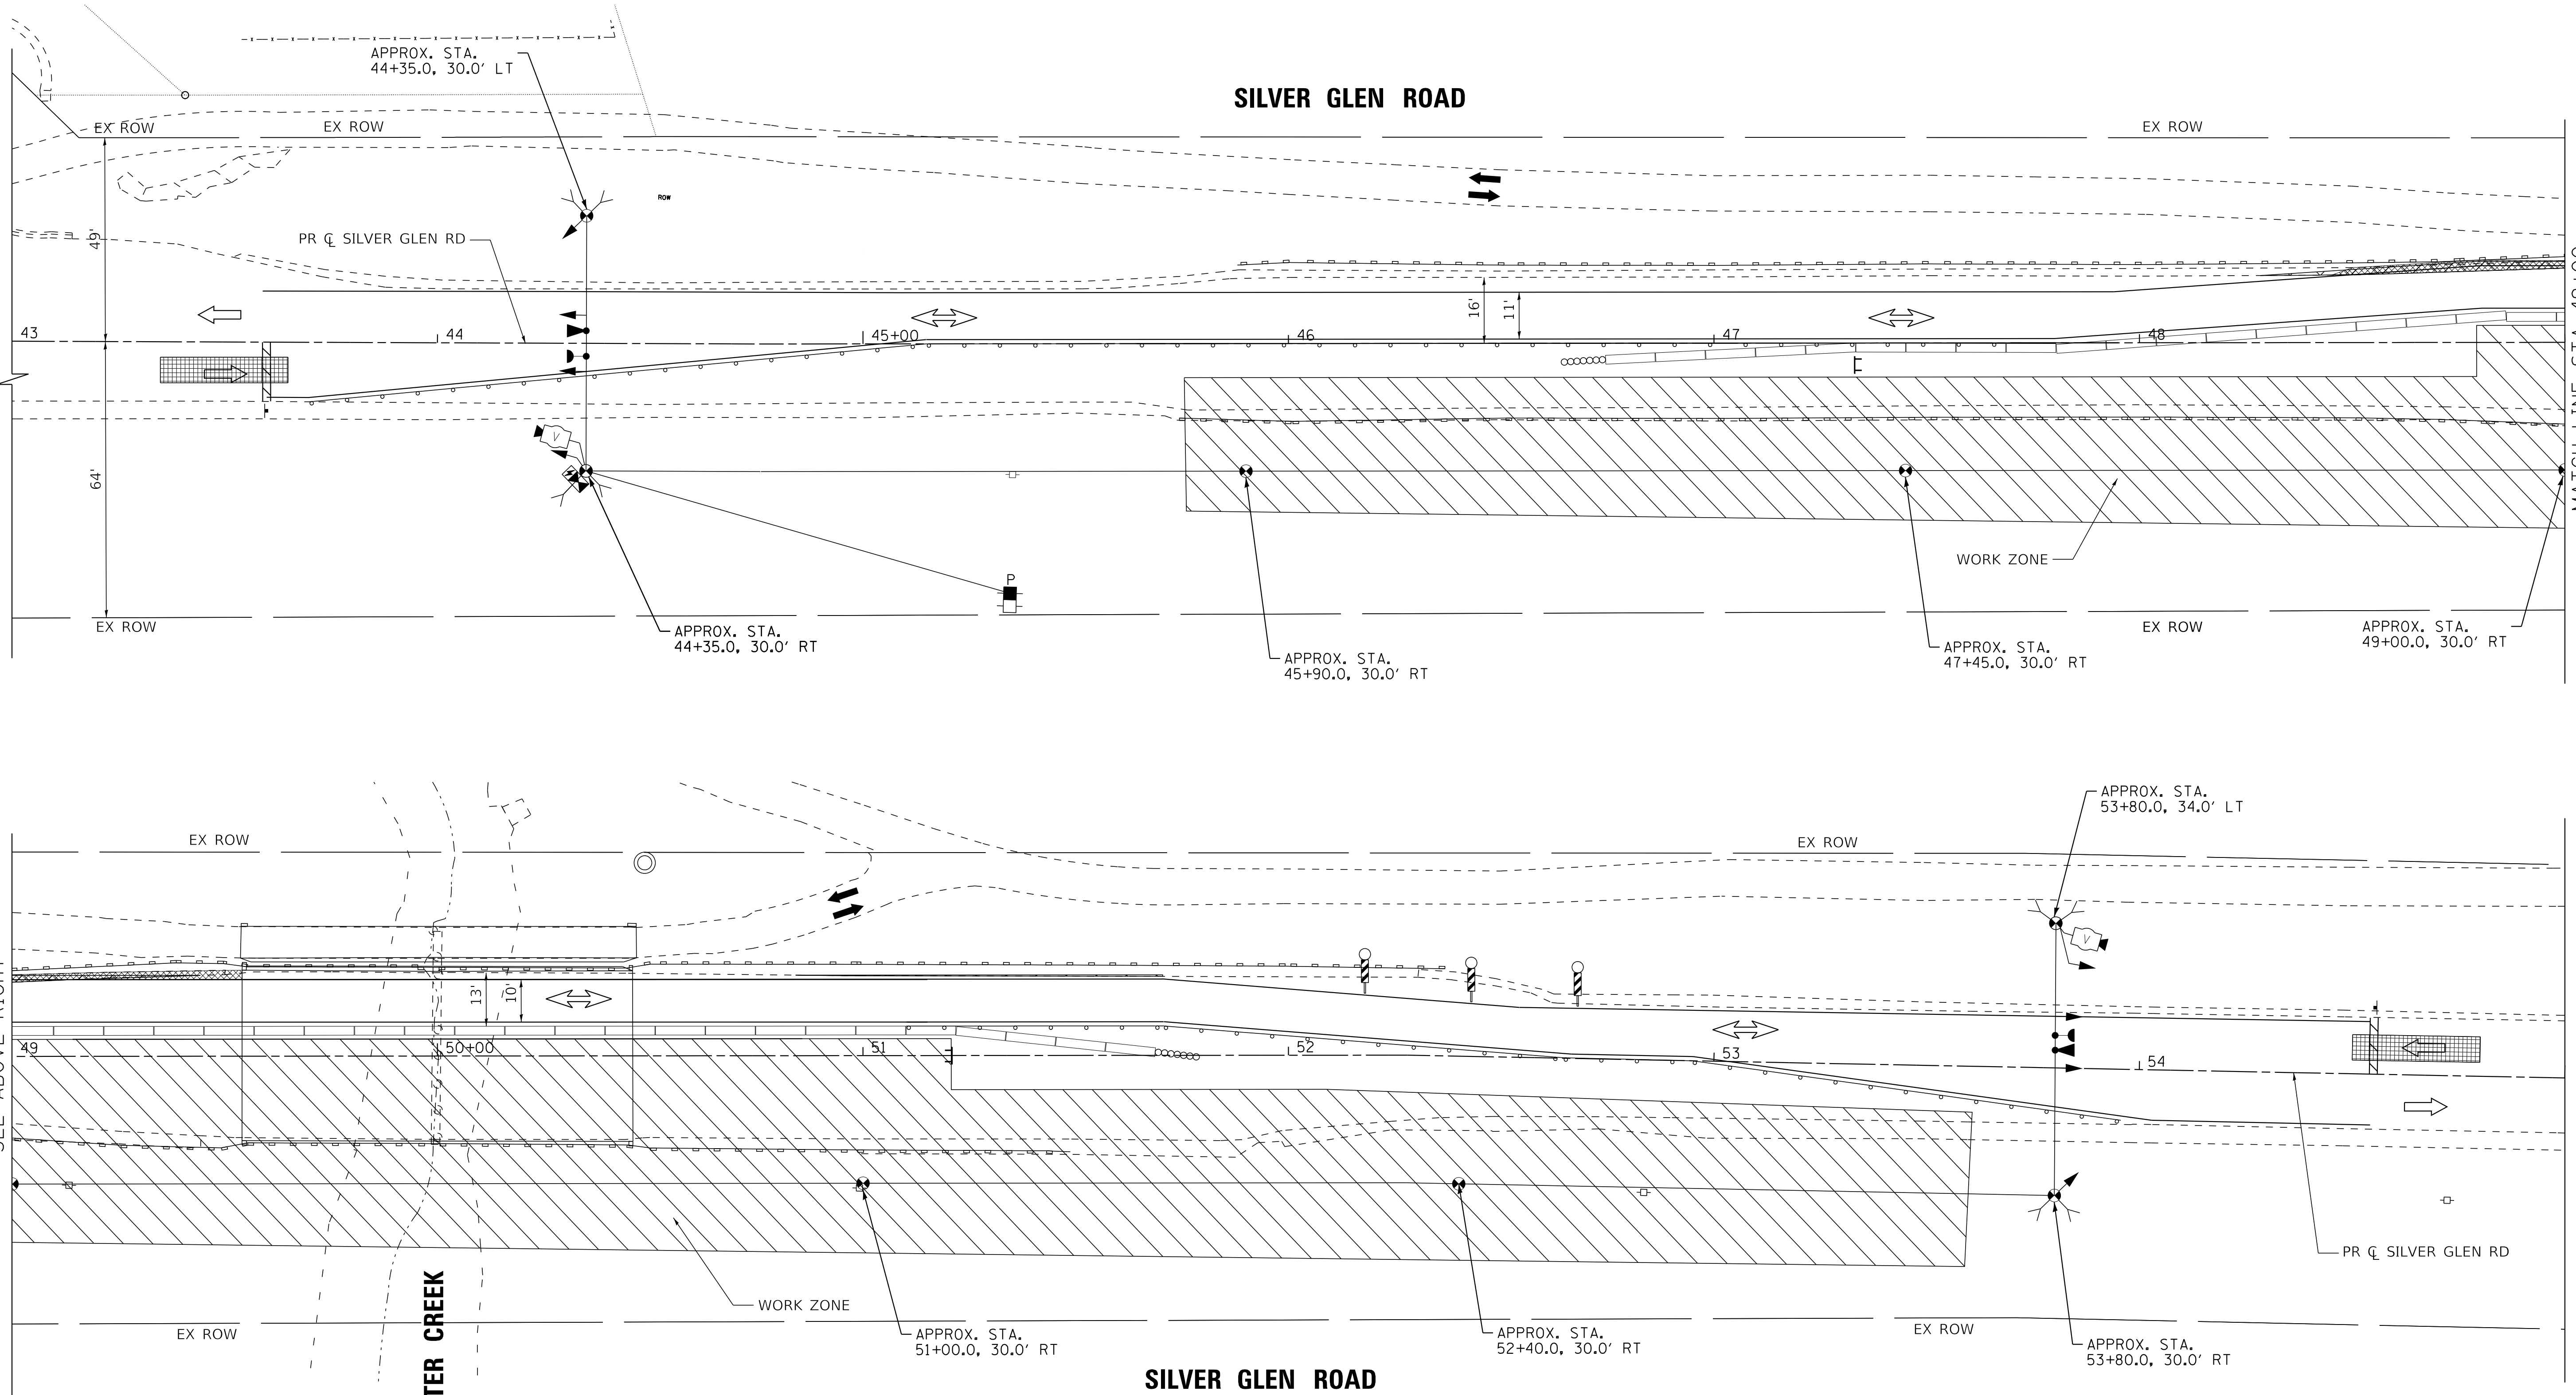 APPROX. STA.
44+35.0, 30.0' LT
SILVER GLEN ROAD
EX ROW
EX ROW
EX ROW
ROW
49'
PR ℄ SILVER GLEN RD
16'
11'
43
44
45+00
46
47
48
V
64'
P
WORK ZONE
EX ROW
EX ROW
APPROX. STA.
44+35.0, 30.0' RT
APPROX. STA.
45+90.0, 30.0' RT
APPROX. STA.
47+45.0, 30.0' RT
APPROX. STA.
49+00.0, 30.0' RT
APPROX. STA.
53+80.0, 34.0' LT
EX ROW
EX ROW
V
13'
10'
49
50+00
51
52
53
54
PR ℄ SILVER GLEN RD
WORK ZONE
EX ROW
EX ROW
APPROX. STA.
51+00.0, 30.0' RT
APPROX. STA.
52+40.0, 30.0' RT
APPROX. STA.
53+80.0, 30.0' RT
CREEK
SILVER GLEN ROAD